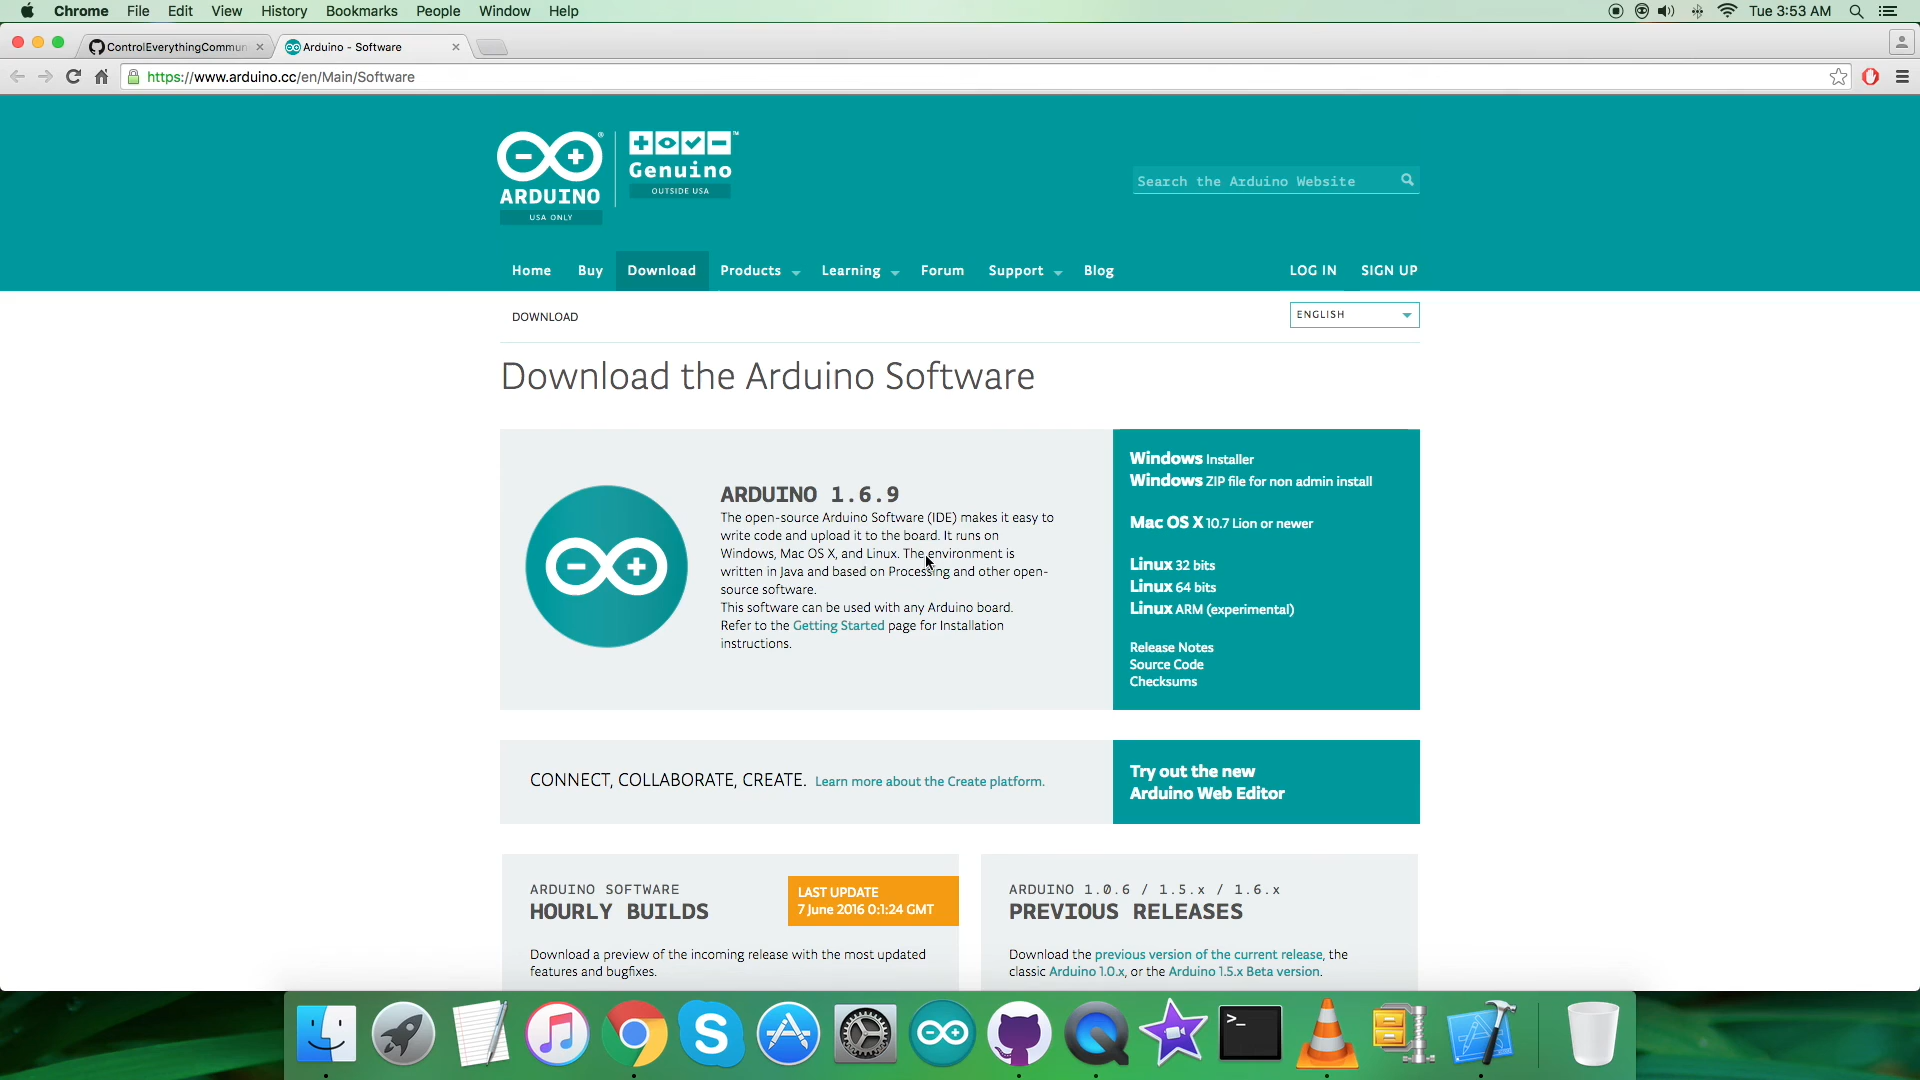 Chrome File Edit View History Bookmarks People Window Help
Tue 3:53 AM
ControlEverythingCommun
Arduino - Software
https://www.arduino.cc/en/Main/Software
ARDUINO
USA ONLY
Genuino
OUTSIDE USA
Search the Arduino Website
Home Buy Download Products Learning Forum Support Blog
LOG IN SIGN UP
DOWNLOAD
ENGLISH
Download the Arduino Software
ARDUINO 1.6.9
The open-source Arduino Software (IDE) makes it easy to
write code and upload it to the board. It runs on
Windows, Mac OS X, and Linux. The environment is
written in Java and based on Processing and other open-
source software.
This software can be used with any Arduino board.
Refer to the Getting Started page for Installation
instructions.
Windows Installer
Windows ZIP file for non admin install
Mac OS X 10.7 Lion or newer
Linux 32 bits
Linux 64 bits
Linux ARM (experimental)
Release Notes
Source Code
Checksums
CONNECT, COLLABORATE, CREATE. Learn more about the Create platform.
Try out the new
Arduino Web Editor
ARDUINO SOFTWARE
HOURLY BUILDS
LAST UPDATE
7 June 2016 0:1:24 GMT
Download a preview of the incoming release with the most updated
features and bugfixes.
ARDUINO 1.0.6 / 1.5.x / 1.6.x
PREVIOUS RELEASES
Download the previous version of the current release, the
classic Arduino 1.0.x, or the Arduino 1.5.x Beta version.